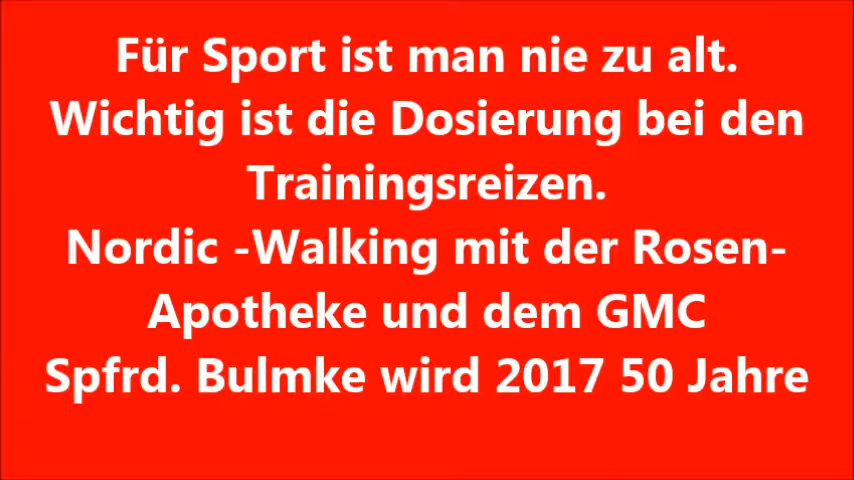 Für Sport ist man nie zu alt.
Wichtig ist die Dosierung bei den
Trainingsreizen.
Nordic -Walking mit der Rosen-
Apotheke und dem GMC
Spfrd. Bulmke wird 2017 50 Jahre